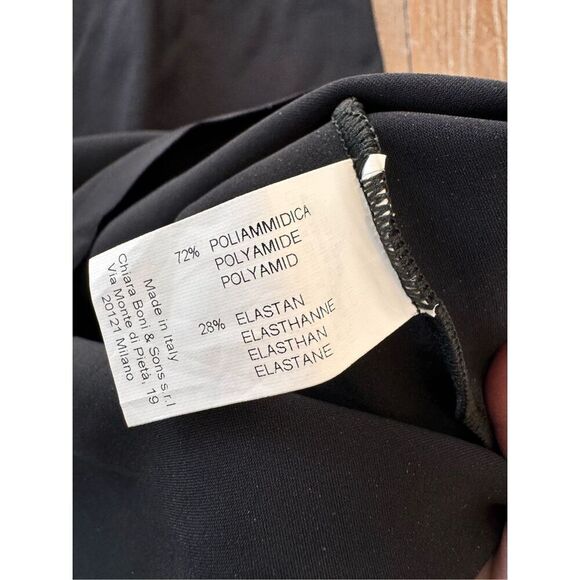 72% POLIAMMIDICA
POLYAMIDE
POLYAMID
28% ELASTAN
ELASTHANNE
ELASTHAN
ELASTANE
Made in Italy
Chiara Boni & Sons s.r.l
Via Monte di Pietà, 19
20121 Milano